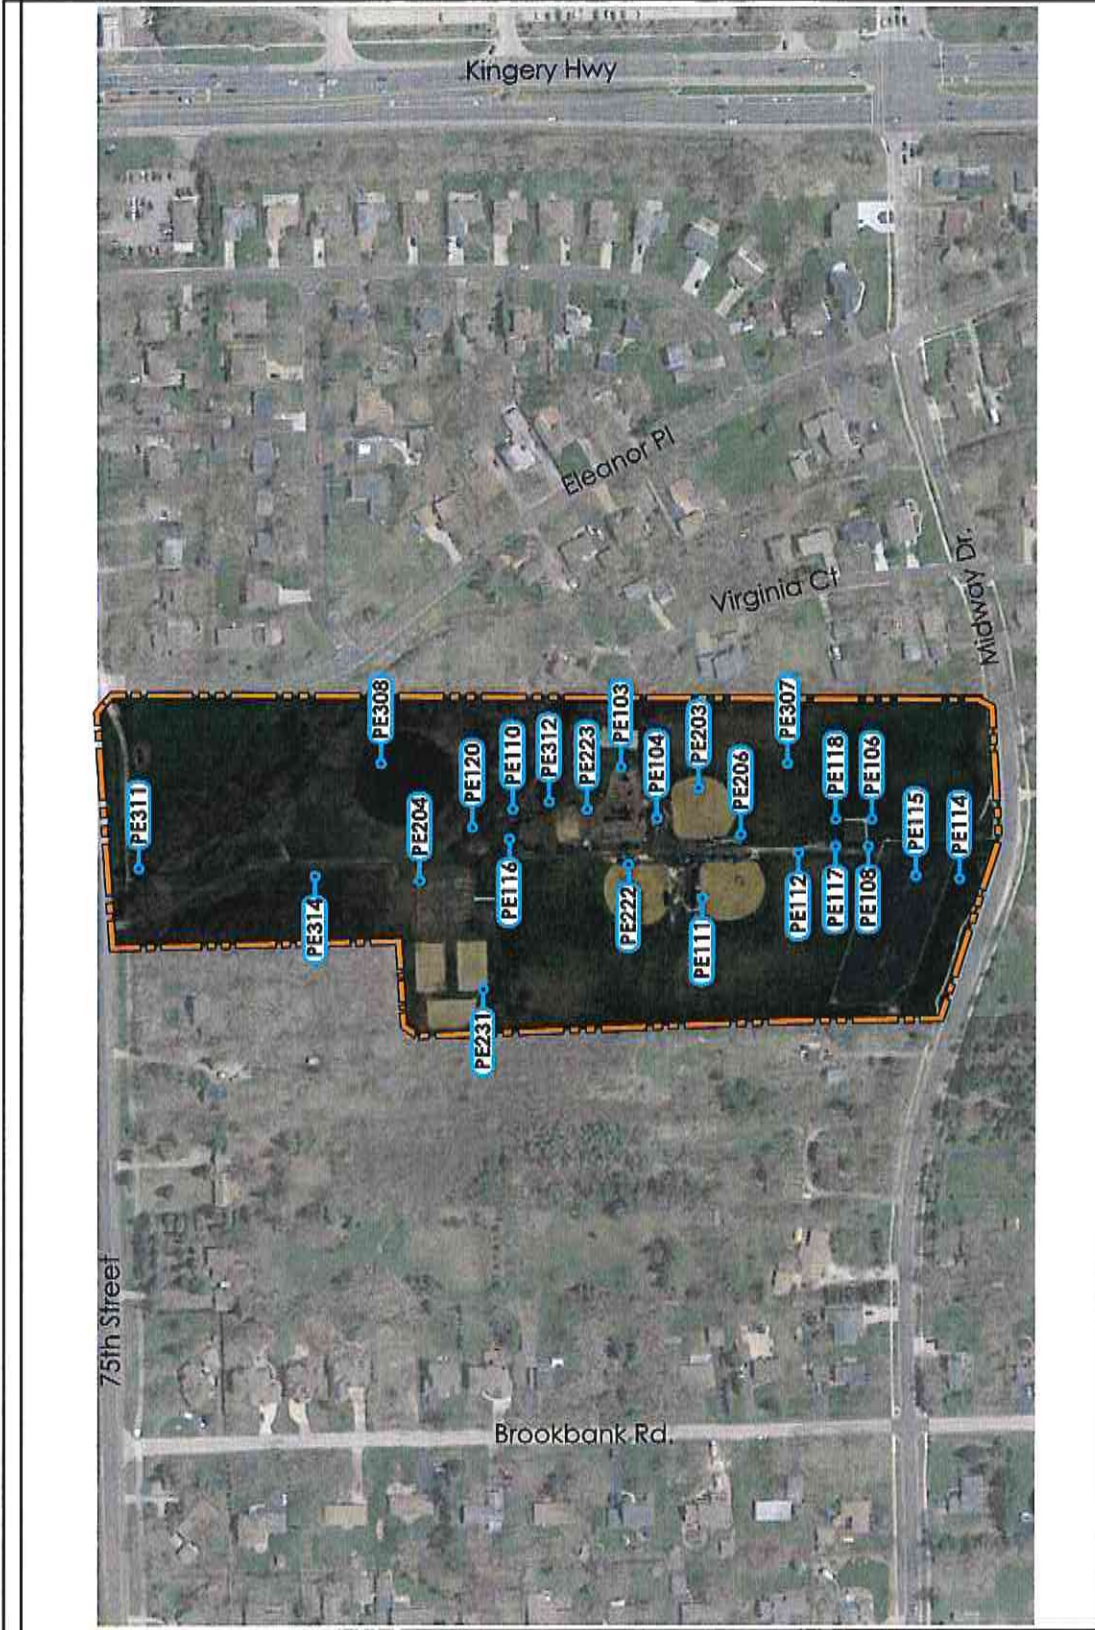 Kingery Hwy
Eleanor Pl
Virginia Ct
Midway Dr.
PE311
PE308
PE314
PE204
PE120
PE110
PE312
PE223
PE103
PE104
PE203
PE206
PE307
PE118
PE106
PE115
PE114
PE116
PE222
PE111
PE112
PE117
PE108
PE231
75th Street
Brookbank Rd.